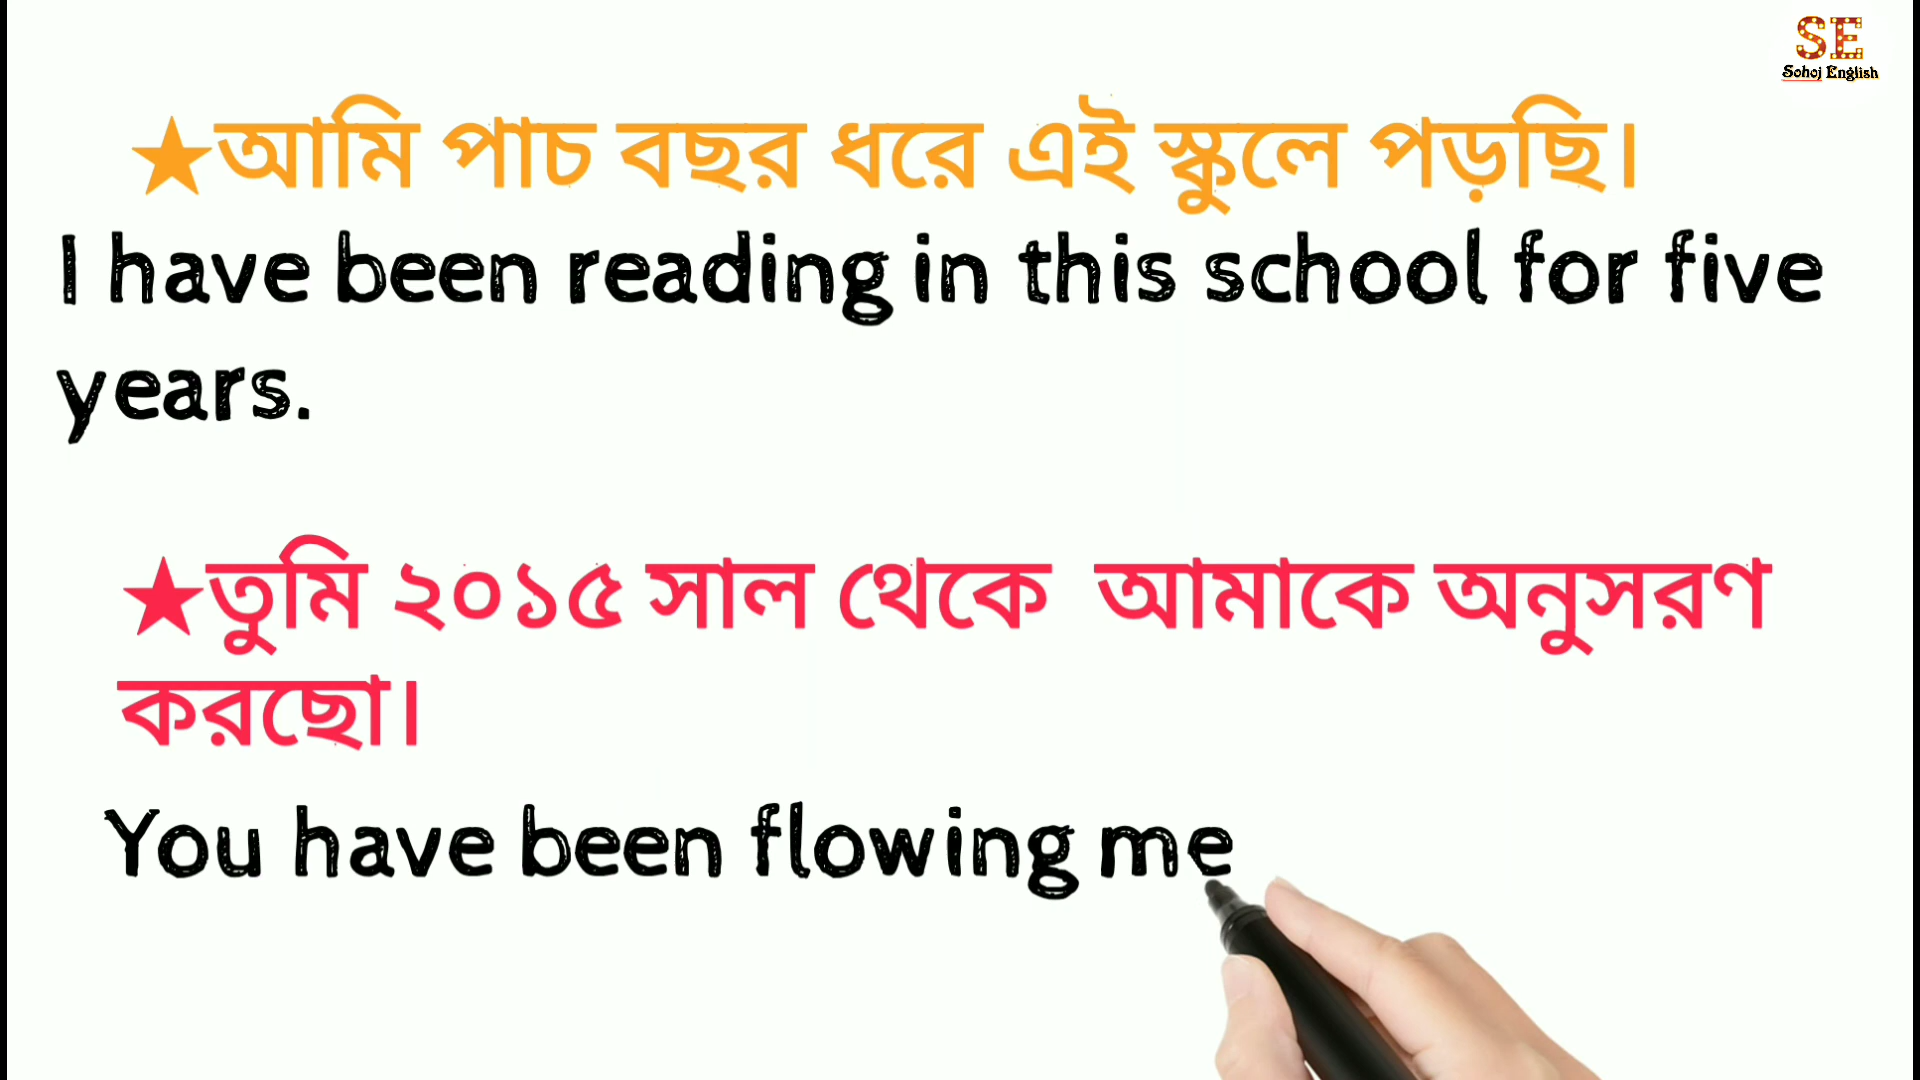 SE
Sohoj English
★আমি পাচ বছর ধরে এই স্কুলে পড়ছি।
I have been reading in this school for five
years.
★তুমি ২০১৫ সাল থেকে আমাকে অনুসরণ
করছো।
You have been flowing me